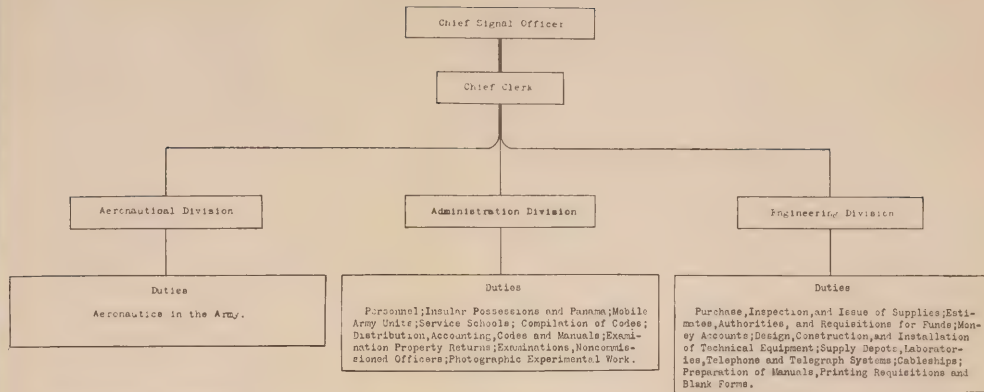 Chief Signal Officer
Chief Clerk
Aeronautical Division
Administration Division
Engineering Division
Duties
Aeronautics in the Army.
Duties
Personnel;Insular Possessions and Panama;Mobile
Army Units;Service Schools; Compilation of Codes;
Distribution,Accounting,Codes and Manuals;Exami-
nation Property Returns;Examinations,Noncommis-
sioned Officers;Photographic Experimental Work.
Duties
Purchase,Inspection,and Issue of Supplies;Esti-
mates,Authorities, and Requisitions for Funds;Mon-
ey Accounts;Design,Construction,and Installation
of Technical Equipment;Supply Depots,Laborator-
ies,Telephone and Telegraph Systems;Cableships;
Preparation of Manuals,Printing Requisitions and
Blank Forms.